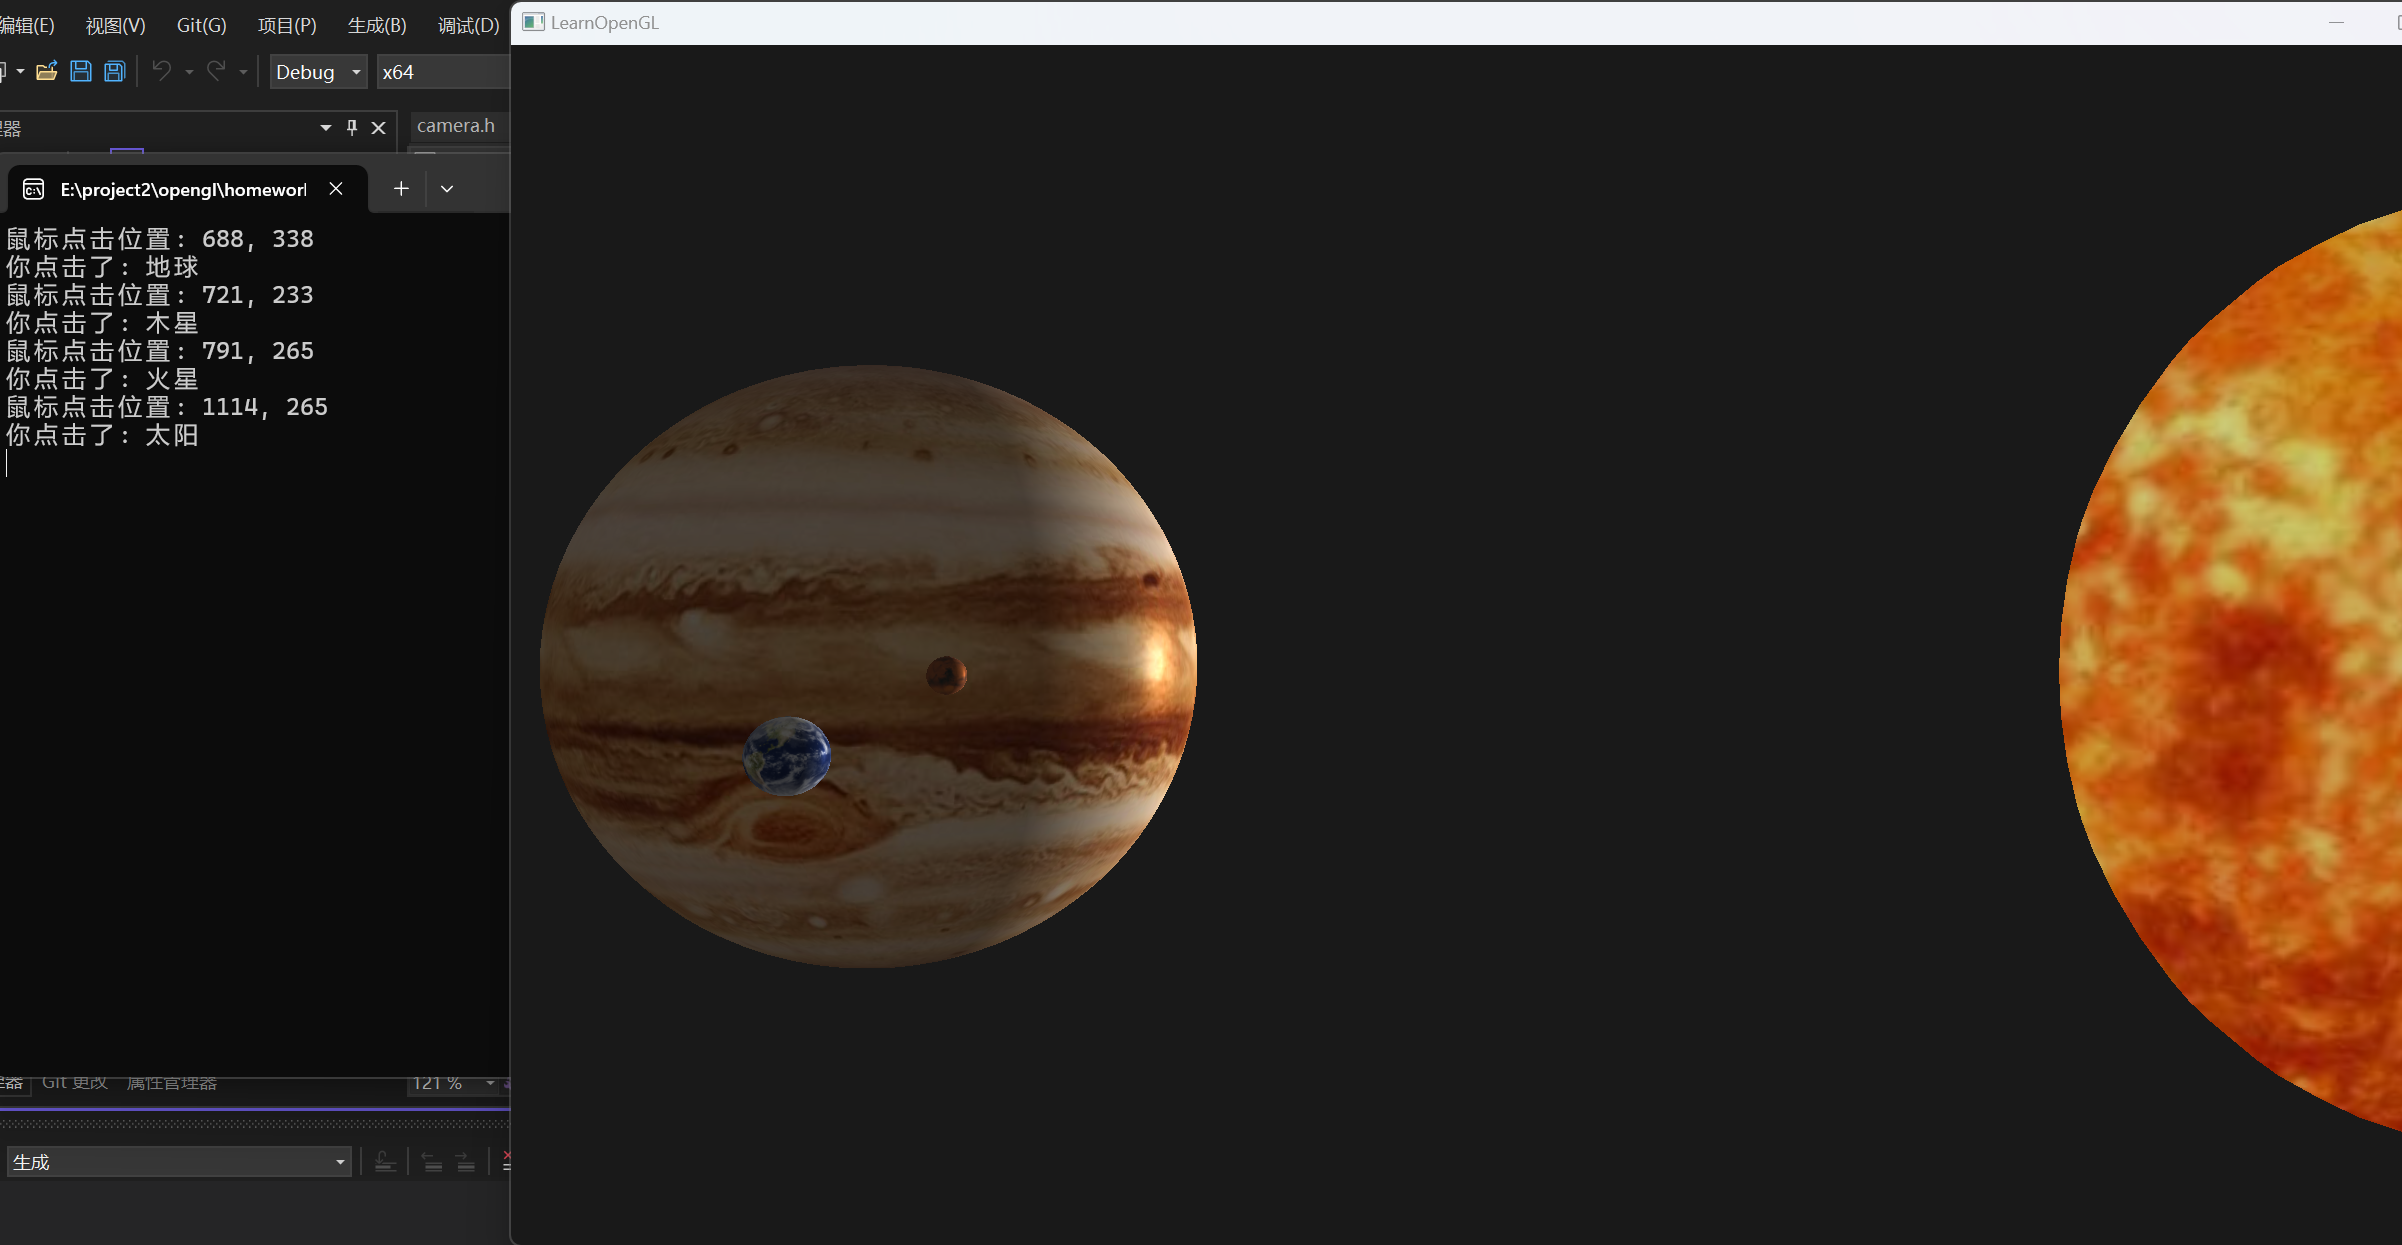 编辑(E) 视图(V) Git(G) 项目(P) 生成(B) 调试(D)
LearnOpenGL
Debug x64
理器
camera.h
E:\project2\opengl\homework
鼠标点击位置: 688, 338
你点击了: 地球
鼠标点击位置: 721, 233
你点击了: 木星
鼠标点击位置: 791, 265
你点击了: 火星
鼠标点击位置: 1114, 265
你点击了: 太阳
理器 Git 更改 属性管理器 121 %
生成